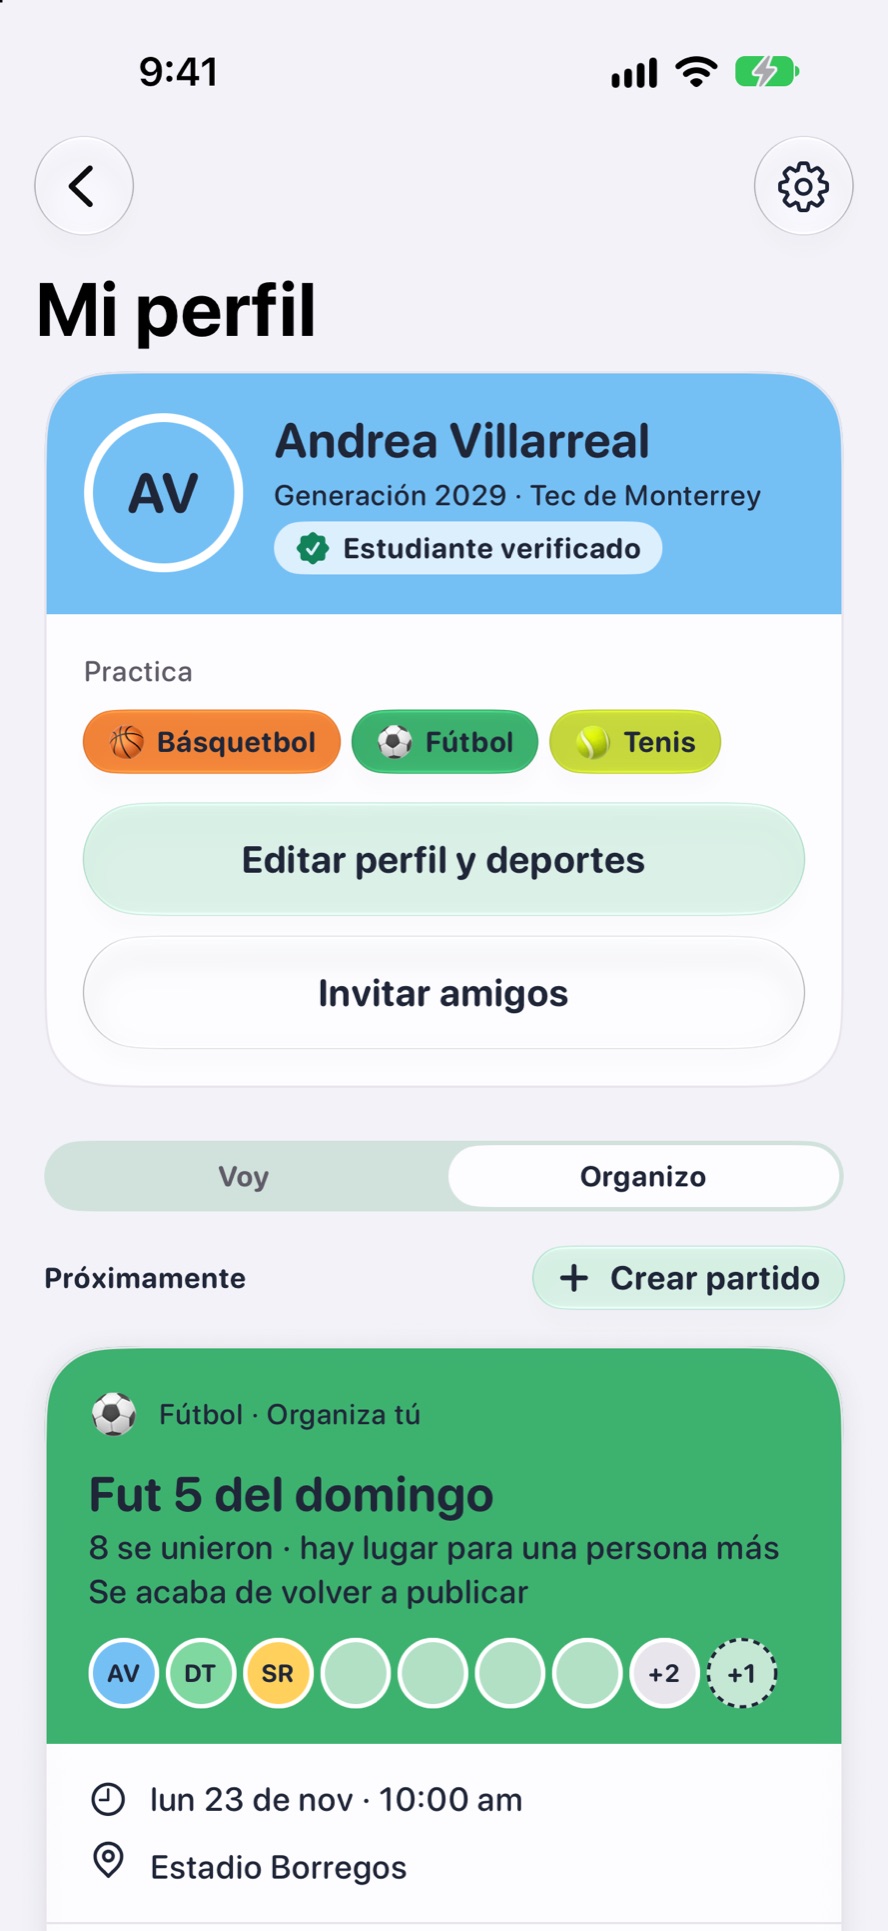 9:41
Mi perfil
AV
Andrea Villarreal
Generación 2029 · Tec de Monterrey
Estudiante verificado
Practica
Básquetbol
Fútbol
Tenis
Editar perfil y deportes
Invitar amigos
Voy
Organizo
Próximamente
+ Crear partido
Fútbol · Organiza tú
Fut 5 del domingo
8 se unieron · hay lugar para una persona más
Se acaba de volver a publicar
AV DT SR +2 +1
lun 23 de nov · 10:00 am
Estadio Borregos